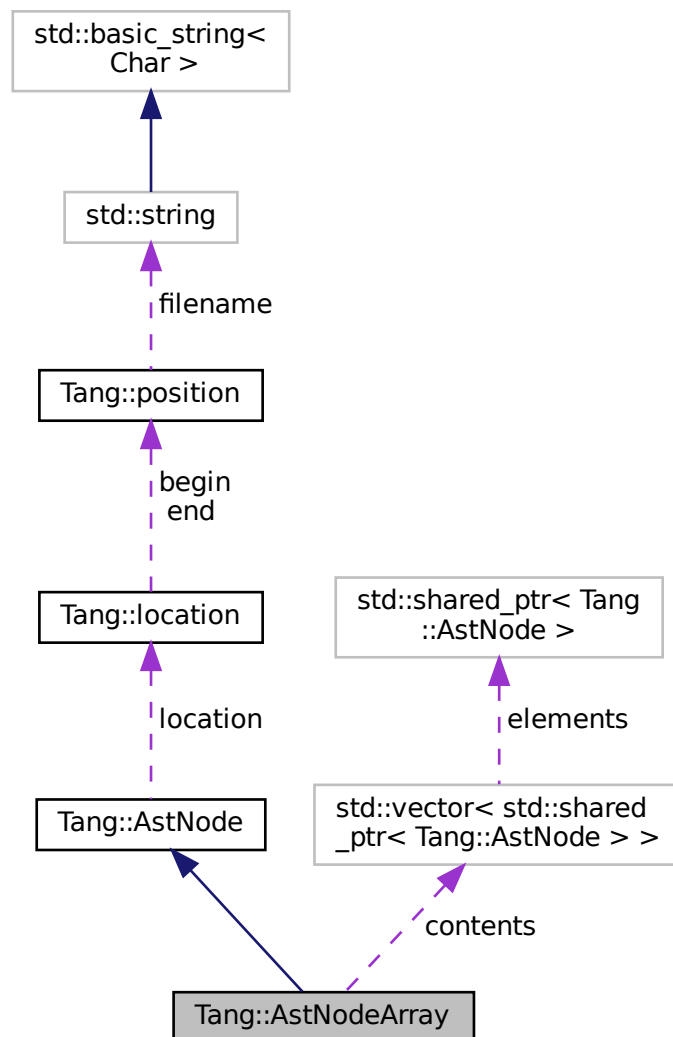 std::basic_string<
Char >
std::string
filename
Tang::position
begin
end
Tang::location
std::shared_ptr< Tang
::AstNode >
location
elements
Tang::AstNode
std::vector< std::shared
_ptr< Tang::AstNode > >
contents
Tang::AstNodeArray